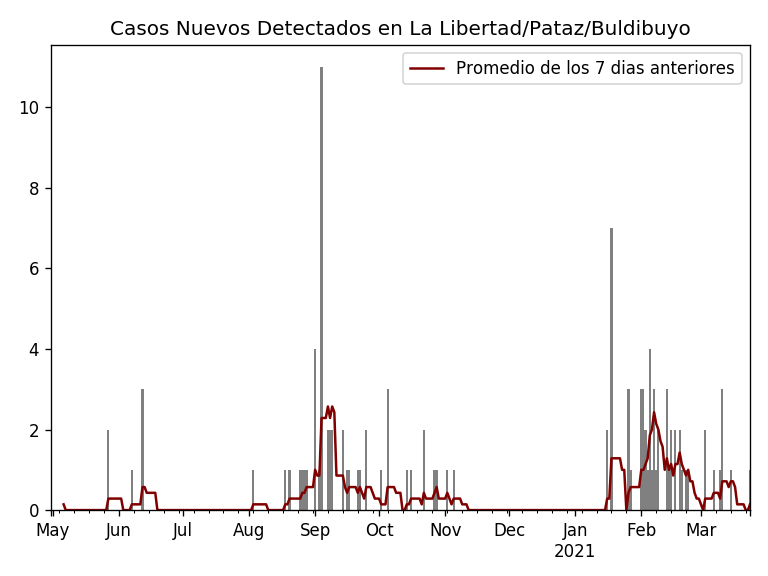 Casos Nuevos Detectados en La Libertad/Pataz/Buldibuyo
Promedio de los 7 dias anteriores
10
8
6
4
2
0
May Jun Jul Aug Sep Oct Nov Dec Jan Feb Mar
2021